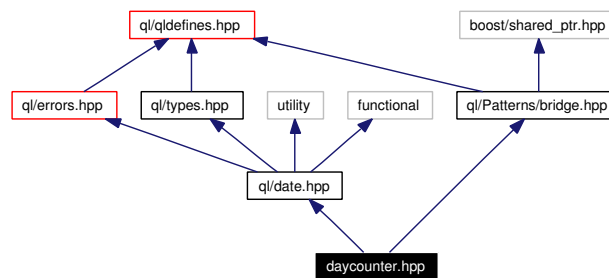 ql/qldefines.hpp
boost/shared_ptr.hpp
ql/errors.hpp
ql/types.hpp
utility
functional
ql/Patterns/bridge.hpp
ql/date.hpp
daycounter.hpp